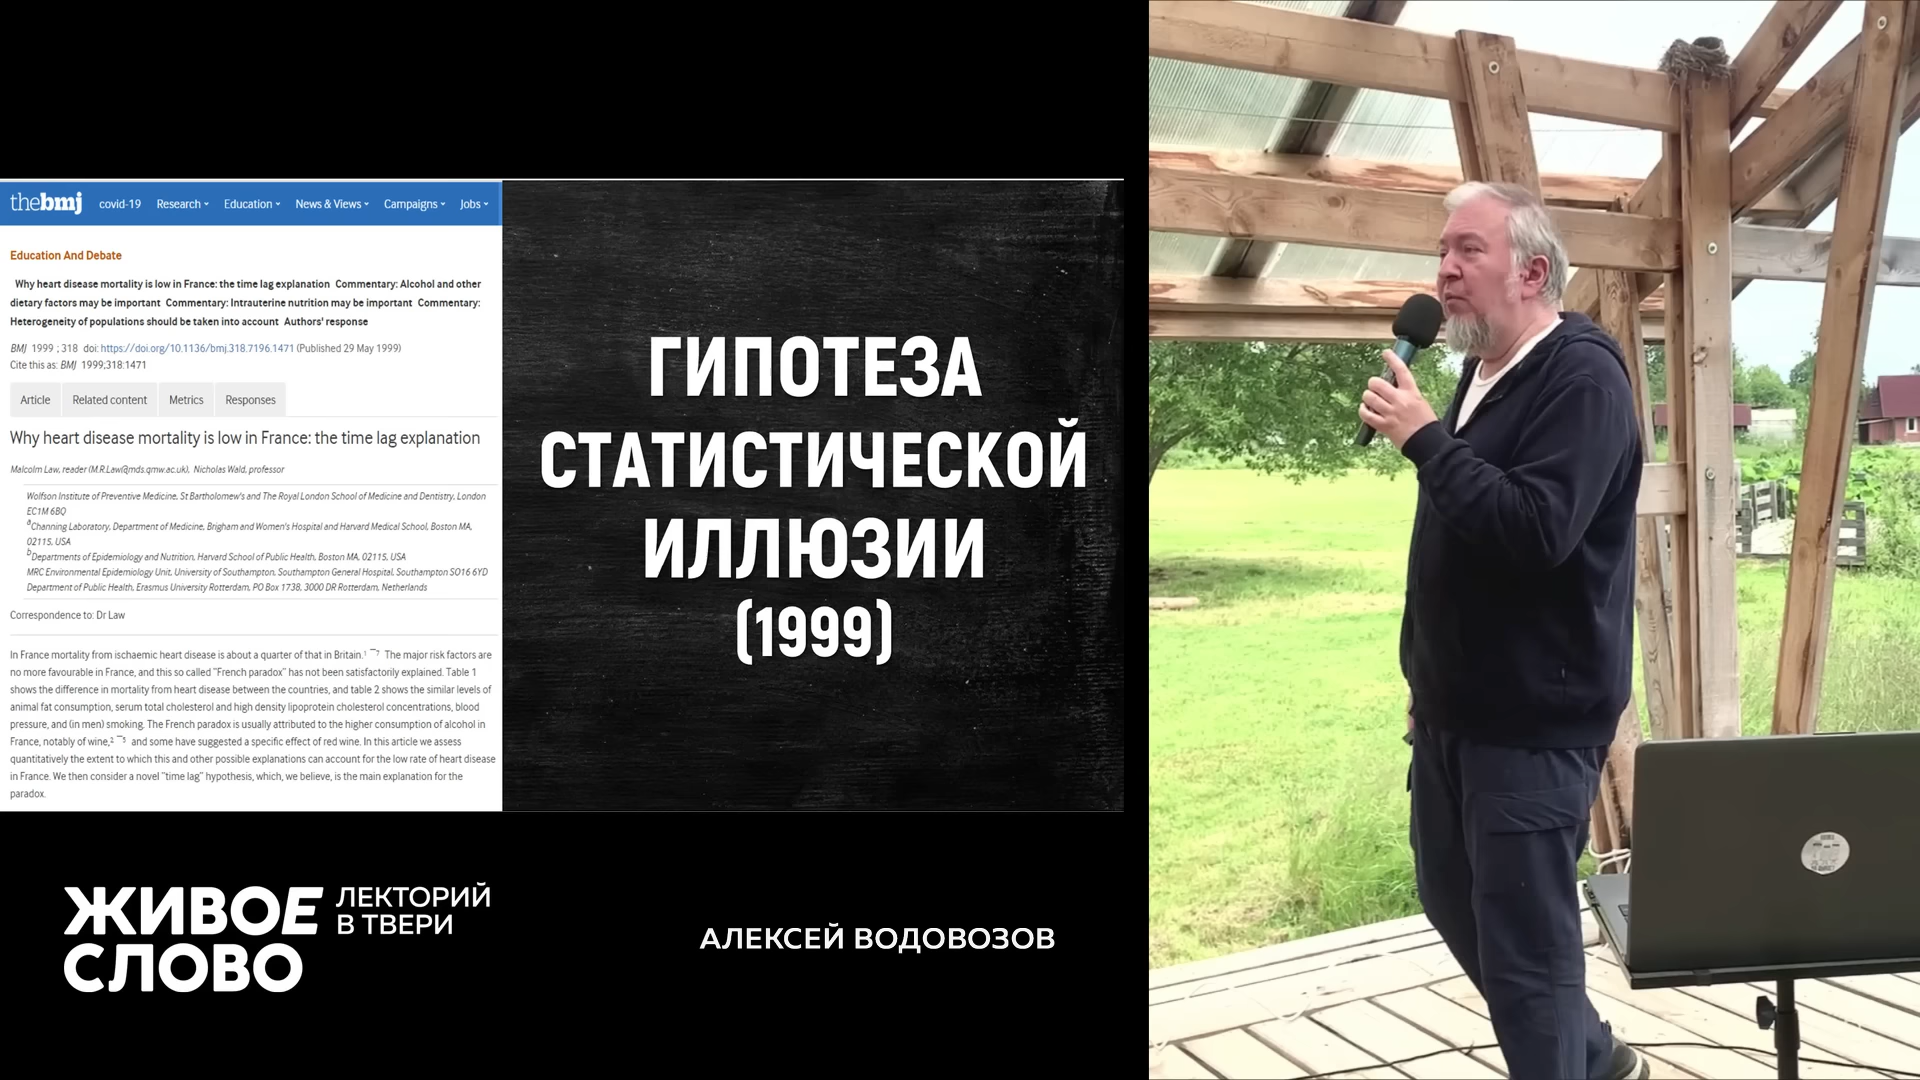 thebmj covid-19 Research Education News & Views Campaigns Jobs
Education And Debate
Why heart disease mortality is low in France: the time lag explanation Commentary: Alcohol and other
dietary factors may be important Commentary: Intrauterine nutrition may be important Commentary:
Heterogeneity of populations should be taken into account Authors' response
BMJ 1999 ; 318 doi: https://doi.org/10.1136/bmj.318.7196.1471 (Published 29 May 1999)
Cite this as: BMJ 1999;318:1471
Article Related content Metrics Responses
Why heart disease mortality is low in France: the time lag explanation
Malcolm Law, reader (M.R.Law@mds.qmw.ac.uk), Nicholas Wald, professor
Wolfson Institute of Preventive Medicine, St Bartholomew's and The Royal London School of Medicine and Dentistry, London
EC1M 6BQ
aChanning Laboratory, Department of Medicine, Brigham and Women's Hospital and Harvard Medical School, Boston MA,
02115, USA
bDepartments of Epidemiology and Nutrition, Harvard School of Public Health, Boston MA, 02115, USA
MRC Environmental Epidemiology Unit, University of Southampton, Southampton General Hospital, Southampton SO16 6YD
Department of Public Health, Erasmus University Rotterdam, PO Box 1738, 3000 DR Rotterdam, Netherlands
Correspondence to: Dr Law
In France mortality from ischaemic heart disease is about a quarter of that in Britain.1 –7 The major risk factors are
no more favourable in France, and this so called "French paradox" has not been satisfactorily explained. Table 1
shows the difference in mortality from heart disease between the countries, and table 2 shows the similar levels of
animal fat consumption, serum total cholesterol and high density lipoprotein cholesterol concentrations, blood
pressure, and (in men) smoking. The French paradox is usually attributed to the higher consumption of alcohol in
France, notably of wine,2 –5 and some have suggested a specific effect of red wine. In this article we assess
quantitatively the extent to which this and other possible explanations can account for the low rate of heart disease
in France. We then consider a novel "time lag" hypothesis, which, we believe, is the main explanation for the
paradox.
ГИПОТЕЗА
СТАТИСТИЧЕСКОЙ
ИЛЛЮЗИИ
(1999)
ЖИВОЕ
СЛОВО
ЛЕКТОРИЙ
В ТВЕРИ
АЛЕКСЕЙ ВОДОВОЗОВ